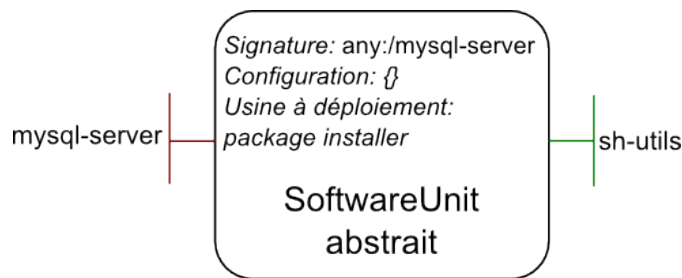 Signature: any:/mysql-server
Configuration: {}
Usine à déploiement:
package installer
mysql-server
sh-utils
SoftwareUnit
abstrait